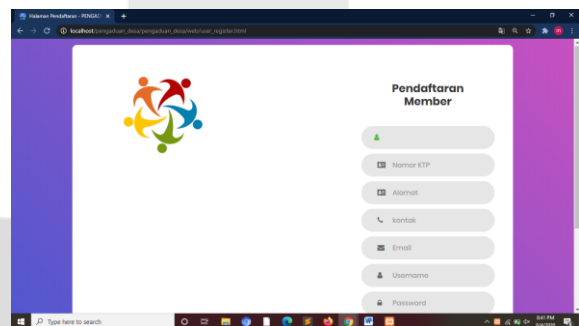 Halaman Pendaftaran - PENGAD
localhost/pengaduan_desa/pengaduan_desa/web/user_register.html
Pendaftaran
Member
Nomor KTP
Alamat
kontak
Email
Username
Password
Type here to search
8:41 PM